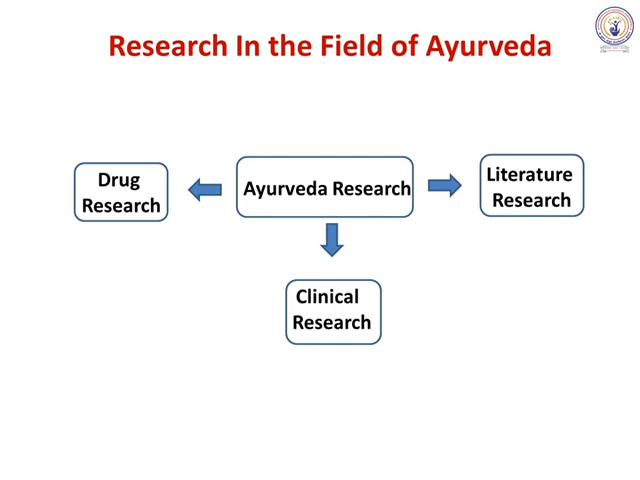 Research In the Field of Ayurveda
Drug
Research
Ayurveda Research
Literature
Research
Clinical
Research